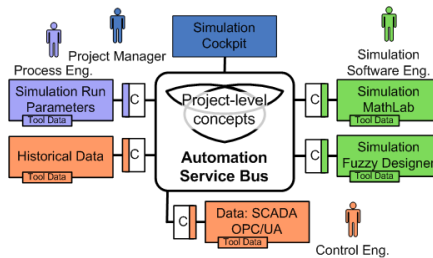 Project Manager
Process Eng.
Simulation
Cockpit
Simulation
Software Eng.
Simulation Run
Parameters
Tool Data
C
Project-level
concepts
C
Simulation
MathLab
Tool Data
Historical Data
Tool Data
C
Automation
Service Bus
C
Simulation
Fuzzy Designer
Tool Data
C
Data: SCADA
OPC/UA
Tool Data
Control Eng.